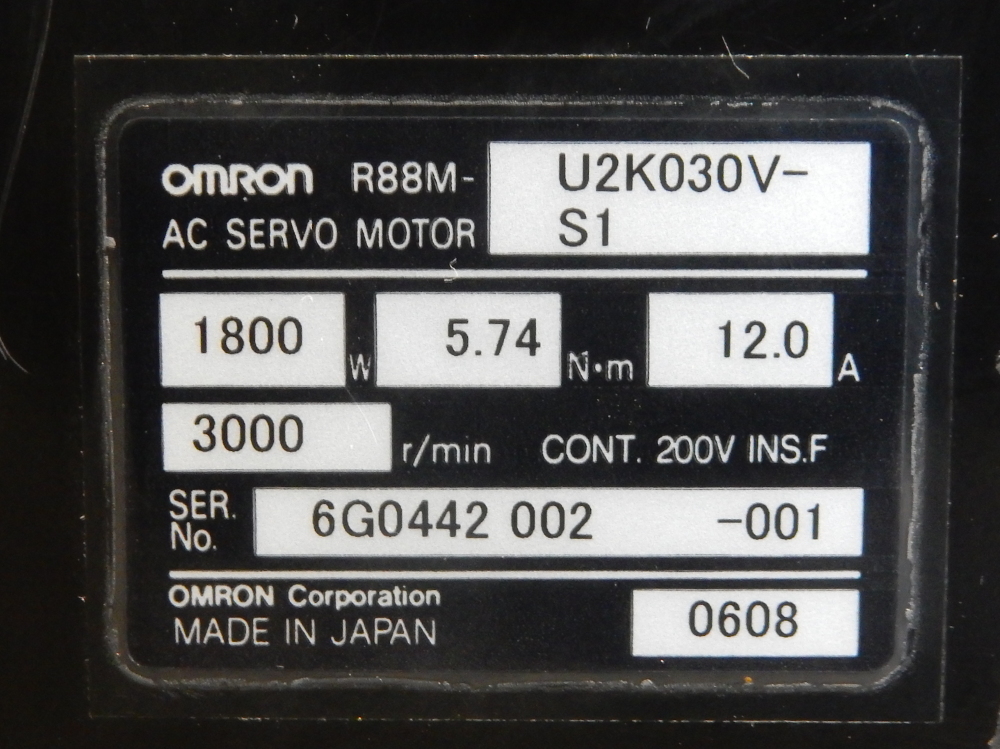 OMRON R88M- U2K030V-
AC SERVO MOTOR S1
1800 W 5.74 N·m 12.0 A
3000 r/min CONT. 200V INS.F
SER. No. 6G0442 002 -001
OMRON Corporation
MADE IN JAPAN 0608